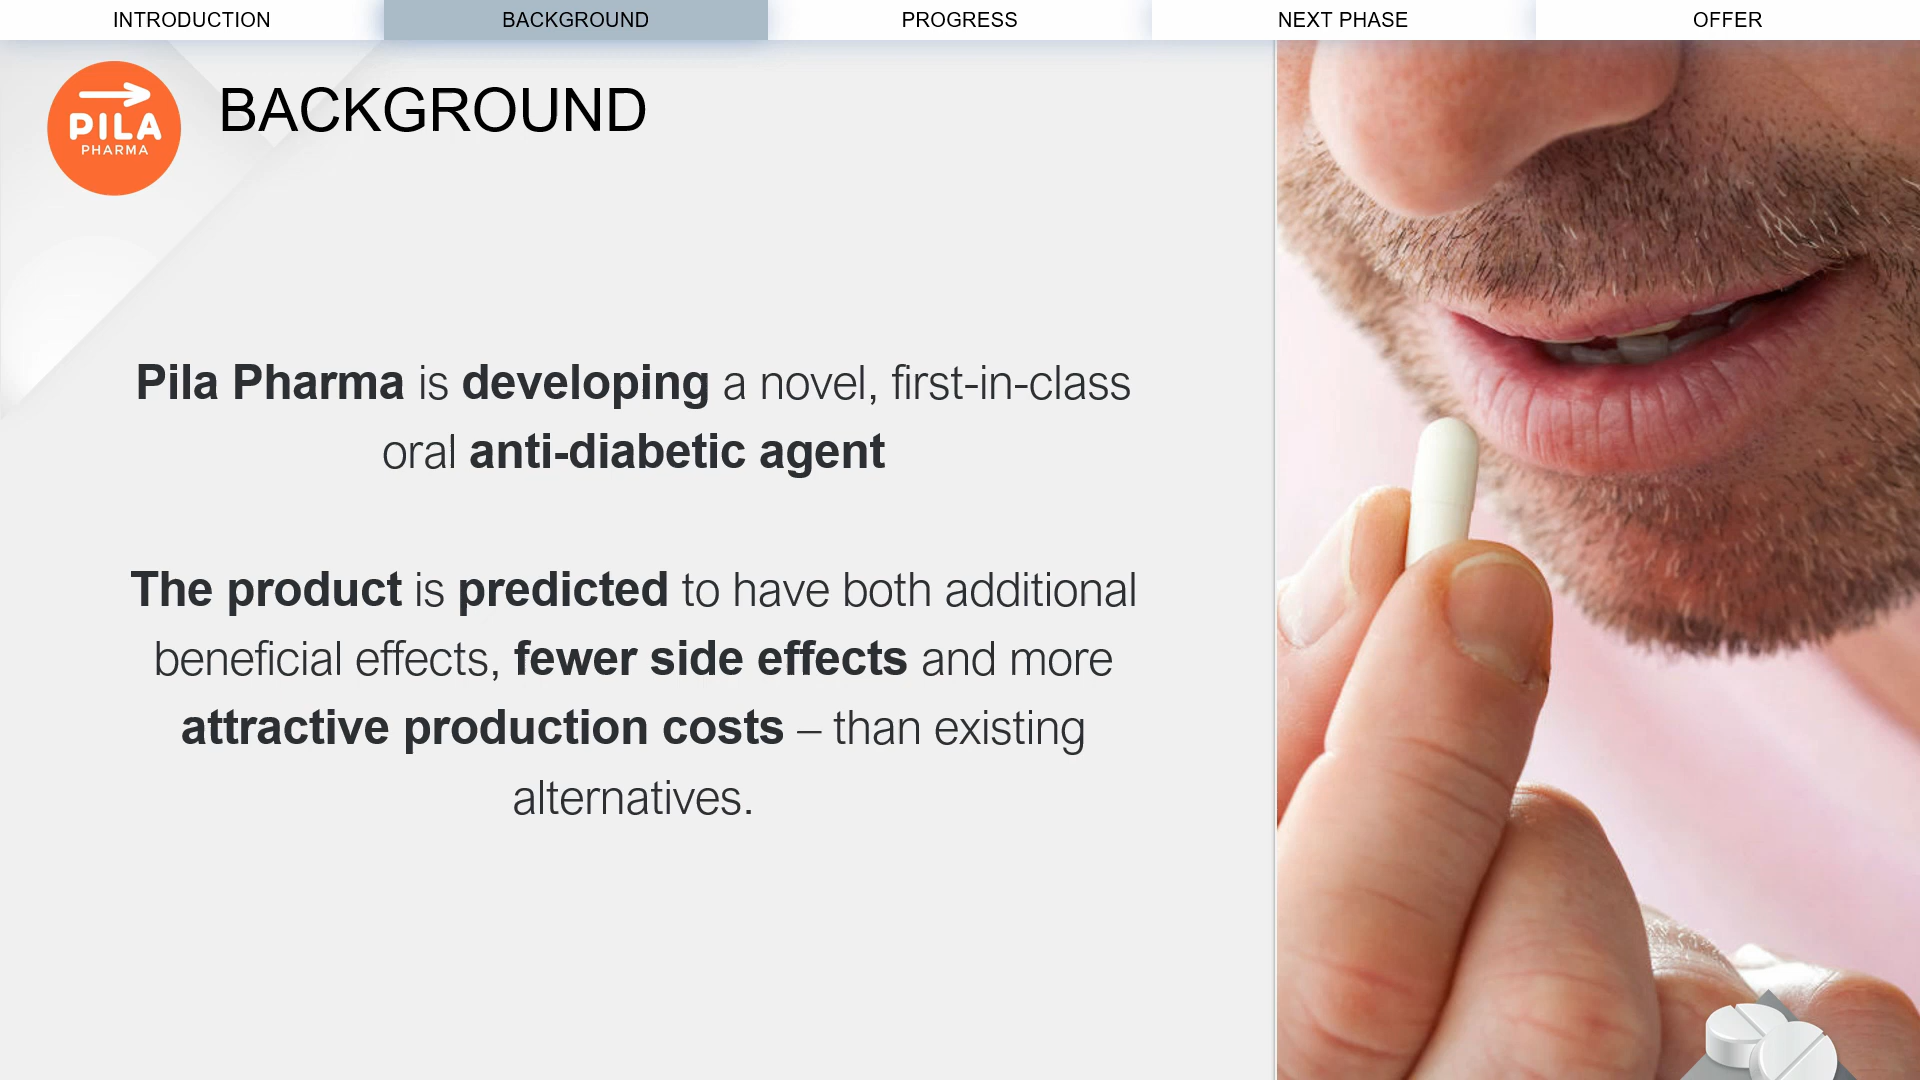 INTRODUCTION
BACKGROUND
PROGRESS
NEXT PHASE
OFFER
PILA
PHARMA
BACKGROUND
Pila Pharma is developing a novel, first-in-class
oral anti-diabetic agent
The product is predicted to have both additional
beneficial effects, fewer side effects and more
attractive production costs – than existing
alternatives.